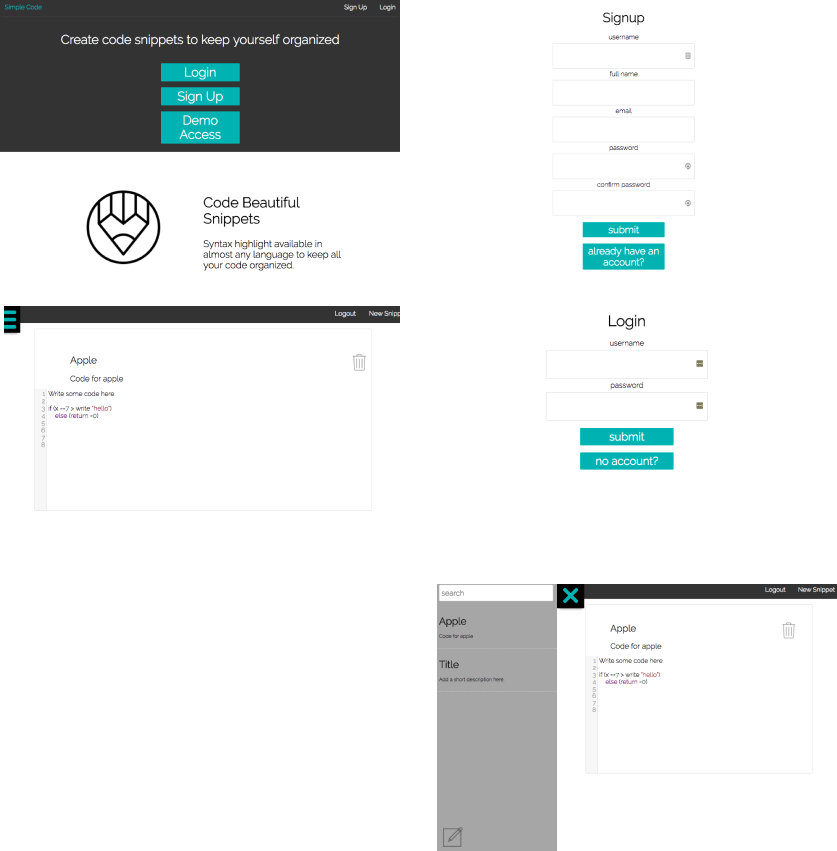 Simple Code
Sign Up
Login
Create code snippets to keep yourself organized
Login
Sign Up
Demo
Access
Code Beautiful
Snippets
Syntax highlight available in
almost any language to keep all
your code organized.
Signup
username
full name
email
password
confirm password
submit
already have an
account?
Logout
New Snipp
Apple
Code for apple
1 Write some code here.
2
3 if (x ==7 > write "hello")
4 else (return =0)
5
6
7
8
Login
username
password
submit
no account?
search
Apple
Code for apple
Title
Add a short description here
Logout
New Snippet
Apple
Code for apple
1 Write some code here.
2
3 if (x ==7 > write "hello")
4 else (return =0)
5
6
7
8